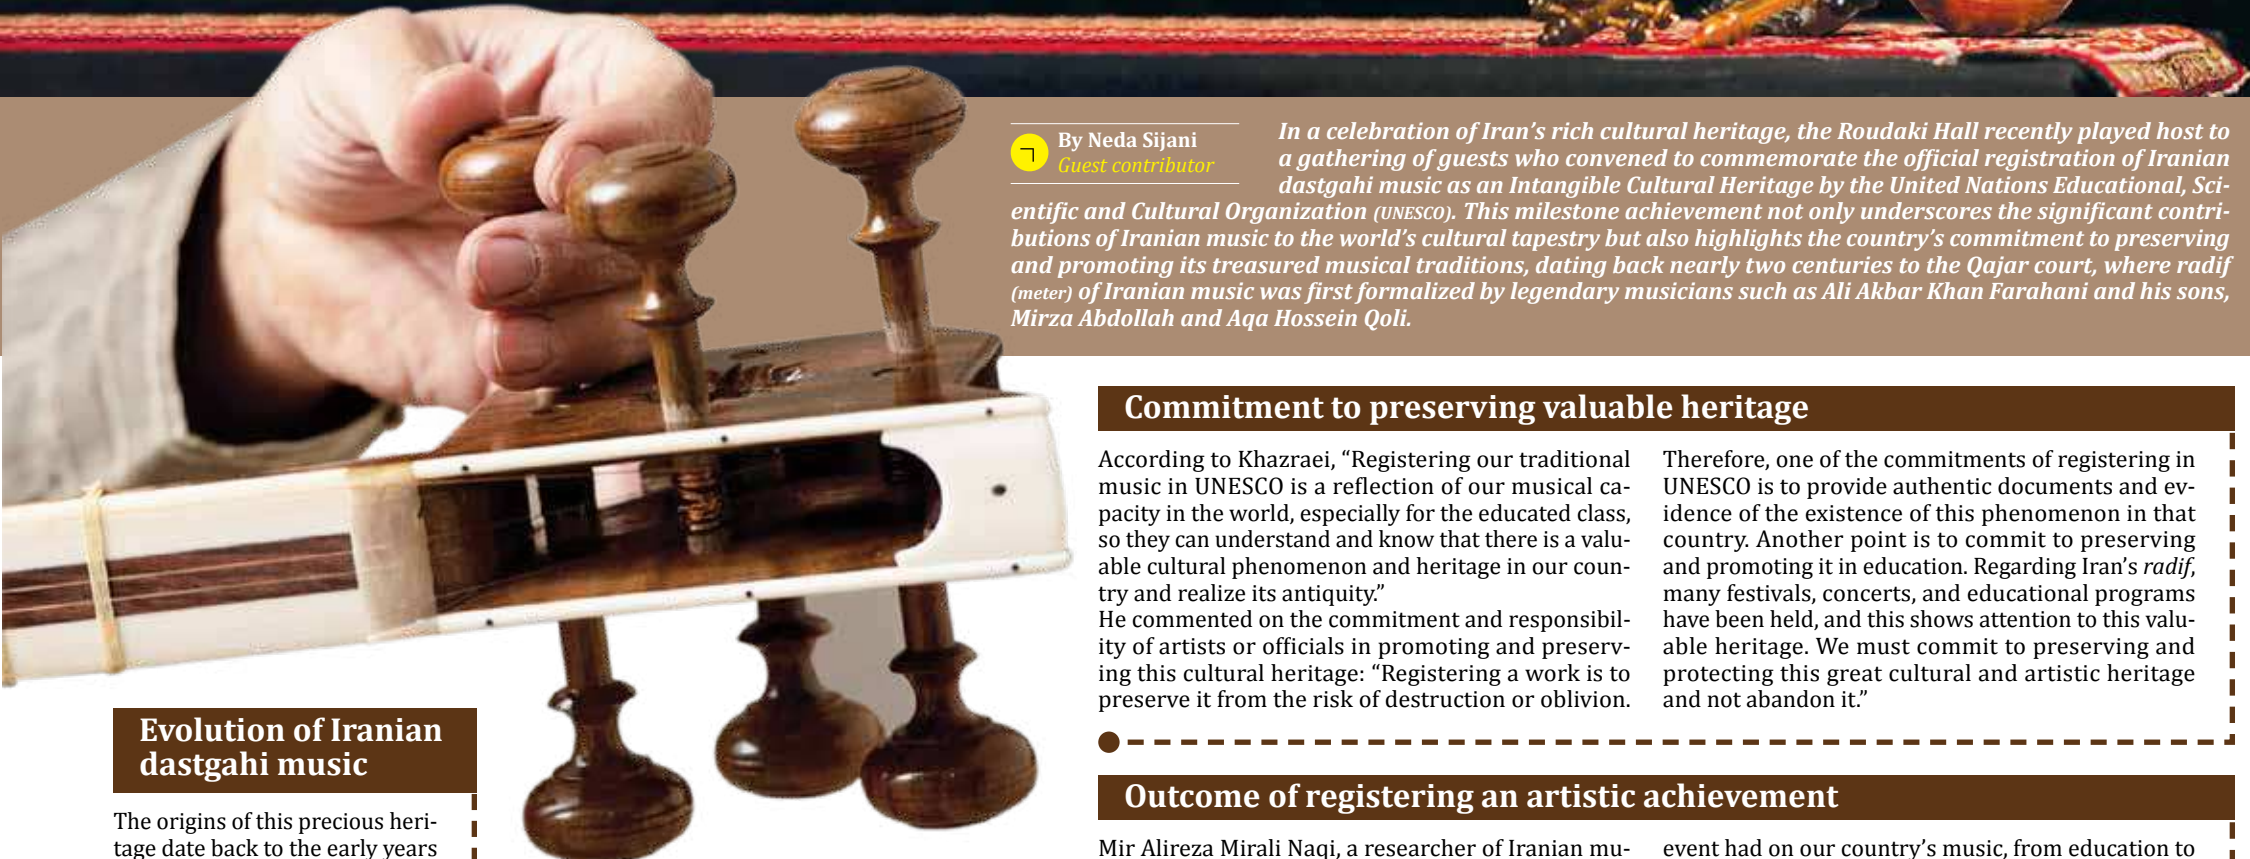 By Neda Sijani
Guest contributor
In a celebration of Iran’s rich cultural heritage, the Roudaki Hall recently played host to
a gathering of guests who convened to commemorate the official registration of Iranian
dastgahi music as an Intangible Cultural Heritage by the United Nations Educational, Sci-
entific and Cultural Organization (UNESCO). This milestone achievement not only underscores the significant contri-
butions of Iranian music to the world’s cultural tapestry but also highlights the country’s commitment to preserving
and promoting its treasured musical traditions, dating back nearly two centuries to the Qajar court, where radif
(meter) of Iranian music was first formalized by legendary musicians such as Ali Akbar Khan Farahani and his sons,
Mirza Abdollah and Aqa Hossein Qoli.
Commitment to preserving valuable heritage
According to Khazraei, “Registering our traditional
music in UNESCO is a reflection of our musical ca-
pacity in the world, especially for the educated class,
so they can understand and know that there is a valu-
able cultural phenomenon and heritage in our coun-
try and realize its antiquity.”
He commented on the commitment and responsibil-
ity of artists or officials in promoting and preserv-
ing this cultural heritage: “Registering a work is to
preserve it from the risk of destruction or oblivion.
Therefore, one of the commitments of registering in
UNESCO is to provide authentic documents and ev-
idence of the existence of this phenomenon in that
country. Another point is to commit to preserving
and promoting it in education. Regarding Iran’s radif,
many festivals, concerts, and educational programs
have been held, and this shows attention to this valu-
able heritage. We must commit to preserving and
protecting this great cultural and artistic heritage
and not abandon it.”
Evolution of Iranian
dastgahi music
The origins of this precious heri-
tage date back to the early years
Outcome of registering an artistic achievement
Mir Alireza Mirali Naqi, a researcher of Iranian mu-
event had on our country’s music, from education to